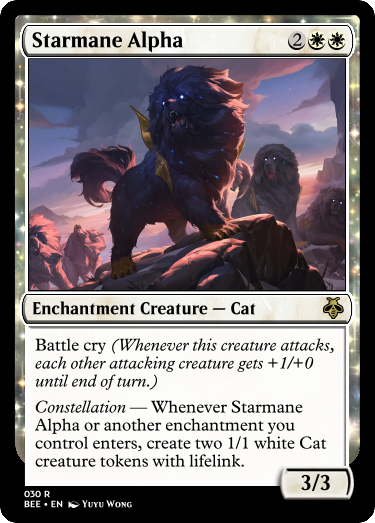 Starmane Alpha 2
Enchantment Creature — Cat
Battle cry (Whenever this creature attacks,
each other attacking creature gets +1/+0
until end of turn.)
Constellation — Whenever Starmane
Alpha or another enchantment you
control enters, create two 1/1 white Cat
creature tokens with lifelink.
3/3
030 R
BEE • EN Yuyu Wong